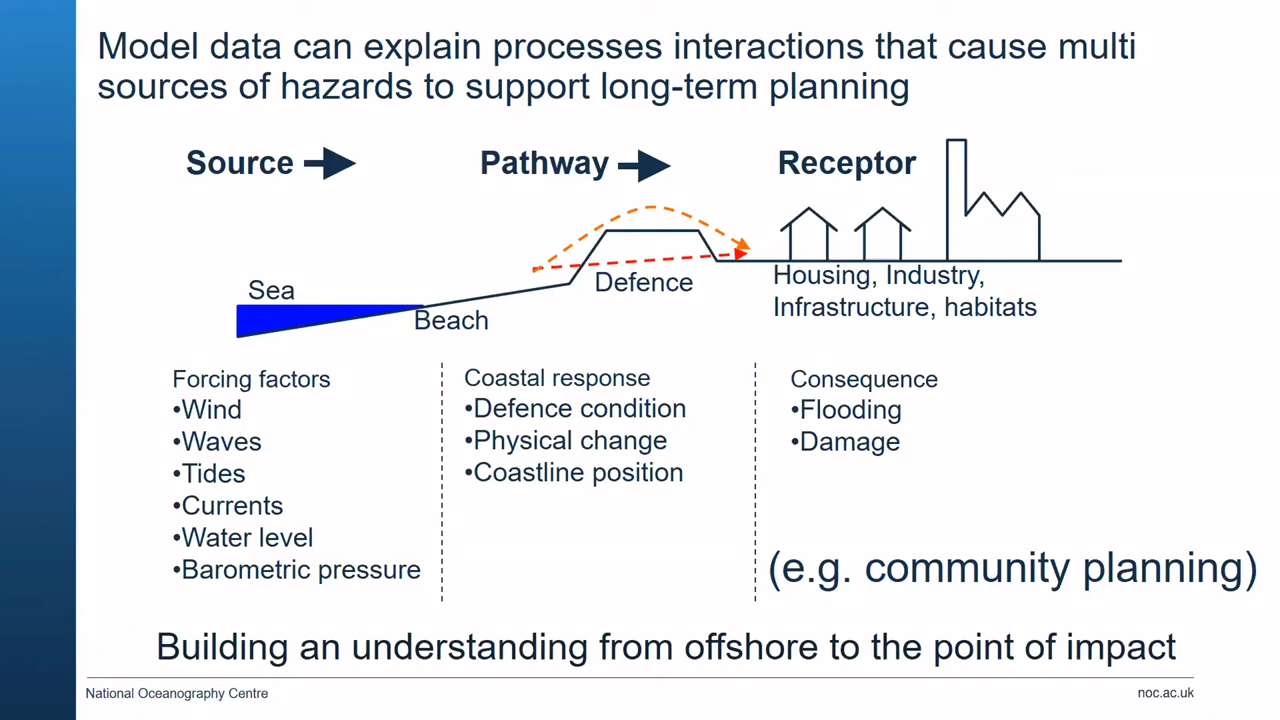 Model data can explain processes interactions that cause multi
sources of hazards to support long-term planning
Source
Pathway
Receptor
Sea
Beach
Defence
Housing, Industry,
Infrastructure, habitats
Forcing factors
•Wind
•Waves
•Tides
•Currents
•Water level
•Barometric pressure
Coastal response
•Defence condition
•Physical change
•Coastline position
Consequence
•Flooding
•Damage
(e.g. community planning)
Building an understanding from offshore to the point of impact
National Oceanography Centre
noc.ac.uk